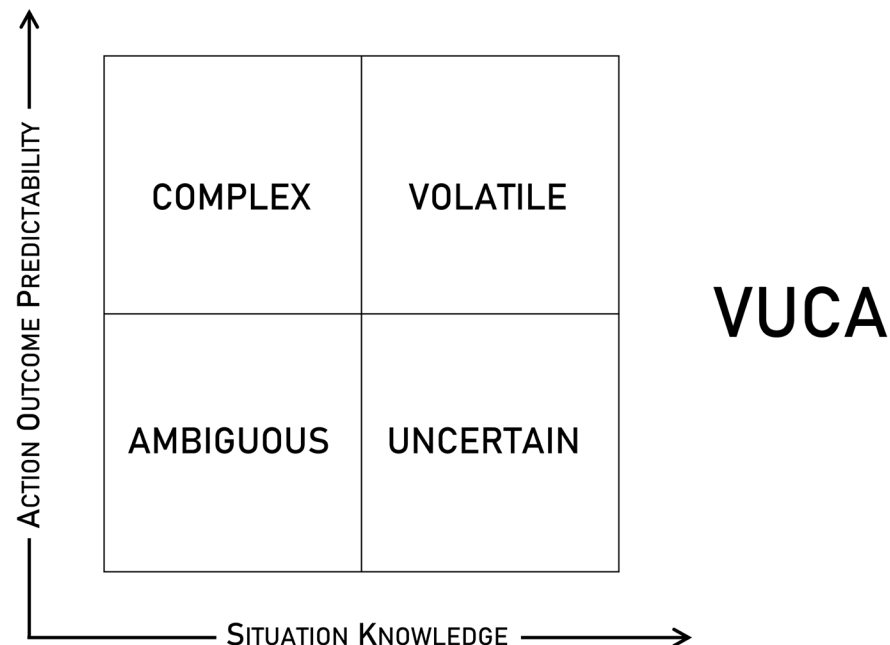 ACTION OUTCOME PREDICTABILITY
COMPLEX
VOLATILE
VUCA
AMBIGUOUS
UNCERTAIN
SITUATION KNOWLEDGE